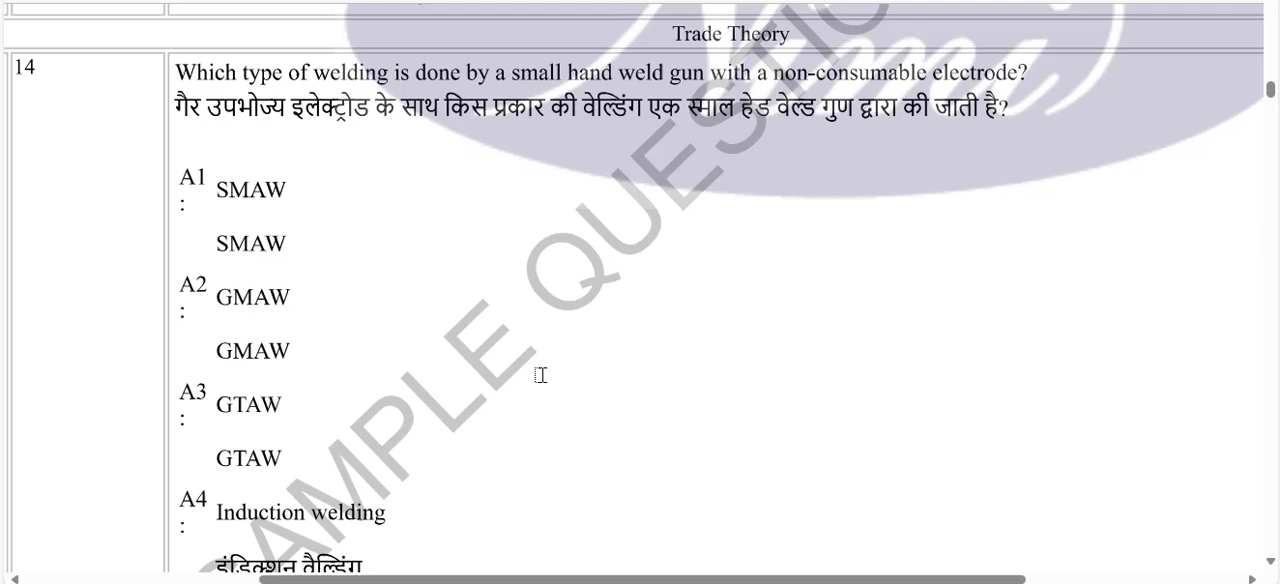 Trade Theory
14
Which type of welding is done by a small hand weld gun with a non-consumable electrode?
गैर उपभोज्य इलेक्ट्रोड के साथ किस प्रकार की वेल्डिंग एक स्माल हेड वेल्ड गुण द्वारा की जाती है?
A1
:
SMAW
SMAW
A2
:
GMAW
GMAW
A3
:
GTAW
GTAW
A4
:
Induction welding
इंडिक्शन वैल्डिंग
SAMPLE QUESTIO